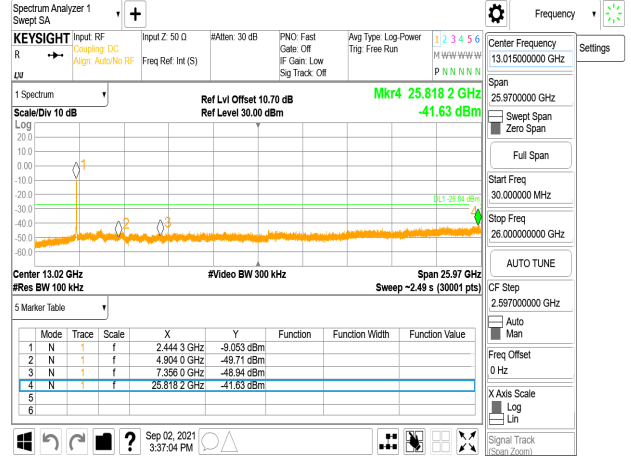 Spectrum Analyzer 1
Swept SA
Frequency
KEYSIGHT
R
Input: RF
Coupling: DC
Align: Auto/No RF
Input Z: 50 Ω
Freq Ref: Int (S)
#Atten: 30 dB
PNO: Fast
Gate: Off
IF Gain: Low
Sig Track: Off
Avg Type: Log-Power
Trig: Free Run
1 2 3 4 5 6
M W W W W W
P N N N N N
1 Spectrum
Scale/Div 10 dB
Ref Lvl Offset 10.70 dB
Ref Level 30.00 dBm
Mkr4 25.818 2 GHz
-41.63 dBm
Log
20.0
10.0
0.00
-10.0
-20.0
-30.0
-40.0
-50.0
-60.0
1
2
3
4
DL1 -26.84 dBm
Center 13.02 GHz
#Res BW 100 kHz
#Video BW 300 kHz
Span 25.97 GHz
Sweep ~2.49 s (30001 pts)
5 Marker Table
Mode Trace Scale X Y Function Function Width Function Value
1 N 1 f 2.444 3 GHz -9.053 dBm
2 N 1 f 4.904 0 GHz -49.71 dBm
3 N 1 f 7.356 0 GHz -48.94 dBm
4 N 1 f 25.818 2 GHz -41.63 dBm
5
6
Sep 02, 2021
3:37:04 PM
Settings
Center Frequency
13.015000000 GHz
Span
25.9700000 GHz
Swept Span
Zero Span
Full Span
Start Freq
30.000000 MHz
Stop Freq
26.000000000 GHz
AUTO TUNE
CF Step
2.597000000 GHz
Auto
Man
Freq Offset
0 Hz
X Axis Scale
Log
Lin
Signal Track
(Span Zoom)